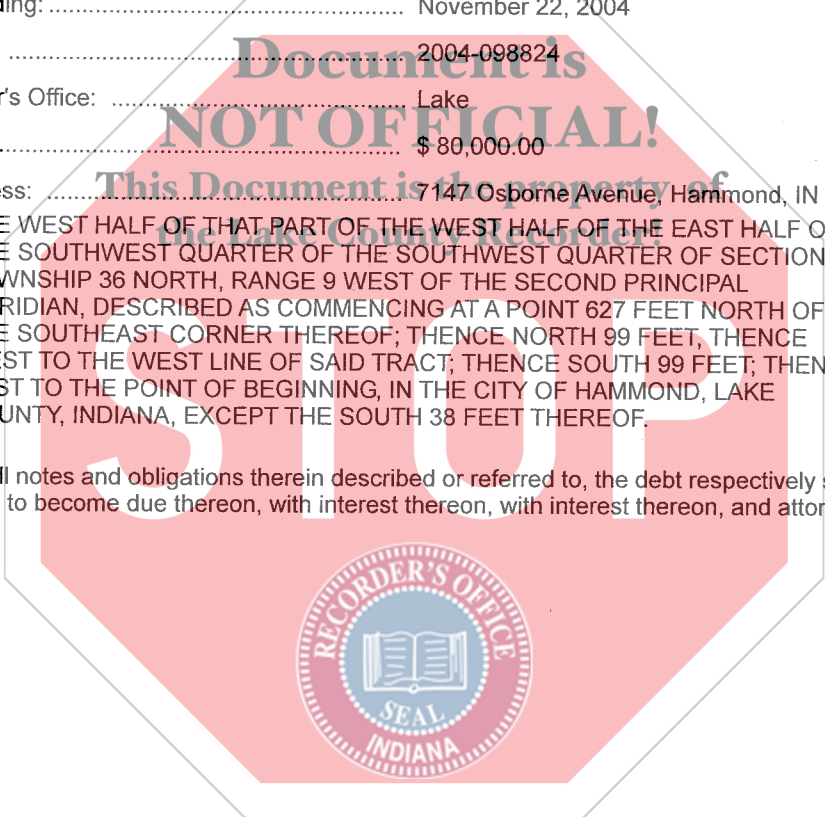 ding: .......................................................... November 22, 2004
Document is
................................................................. 2004-098824
r's Office: ................................................ Lake
NOT OFFICIAL!
................................................................. $ 80,000.00
This Document is the property of
ess: .......................................................... 7147 Osborne Avenue, Hammond, IN
the Lake County Recorder!
E WEST HALF OF THAT PART OF THE WEST HALF OF THE EAST HALF O
E SOUTHWEST QUARTER OF THE SOUTHWEST QUARTER OF SECTION
WNSHIP 36 NORTH, RANGE 9 WEST OF THE SECOND PRINCIPAL
RIDIAN, DESCRIBED AS COMMENCING AT A POINT 627 FEET NORTH OF
E SOUTHEAST CORNER THEREOF; THENCE NORTH 99 FEET, THENCE
EST TO THE WEST LINE OF SAID TRACT; THENCE SOUTH 99 FEET; THEN
ST TO THE POINT OF BEGINNING, IN THE CITY OF HAMMOND, LAKE
UNTY, INDIANA, EXCEPT THE SOUTH 38 FEET THEREOF.
STOP
ll notes and obligations therein described or referred to, the debt respectively s
to become due thereon, with interest thereon, with interest thereon, and attor
RECORDER'S OFFICE
SEAL
INDIANA